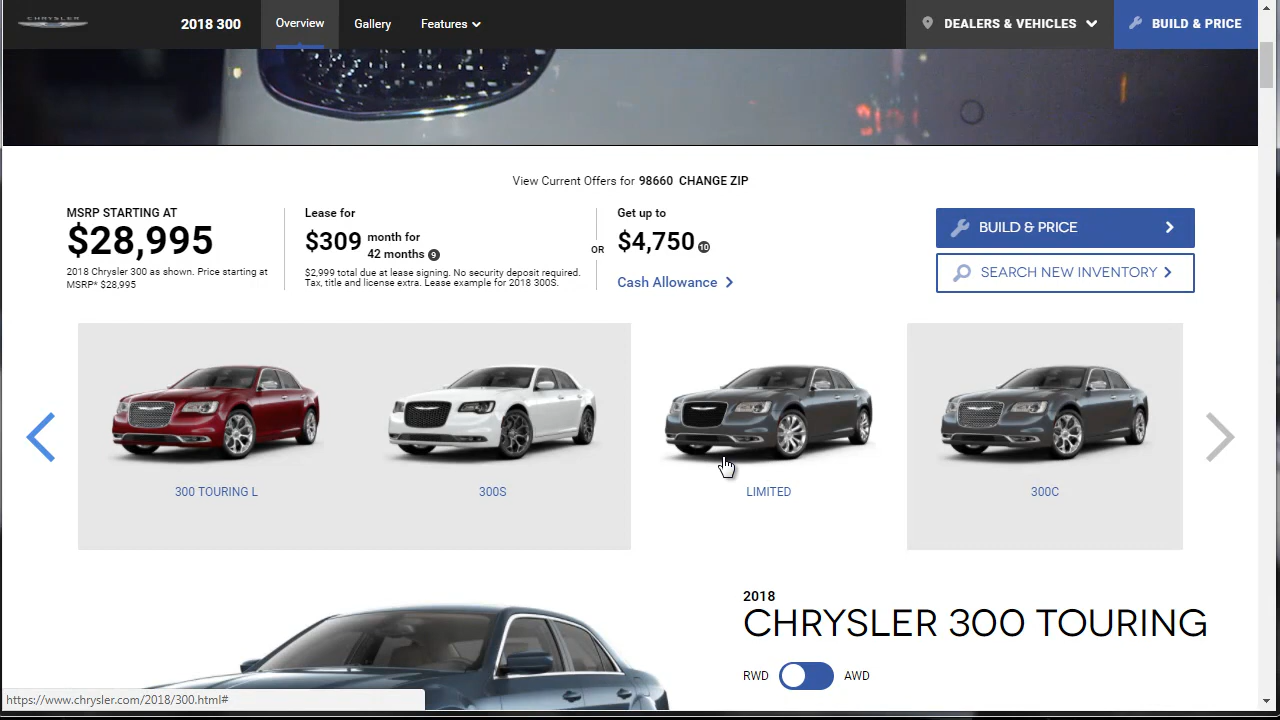 CHRYSLER
2018 300
Overview
Gallery
Features
DEALERS & VEHICLES
BUILD & PRICE
View Current Offers for 98660 CHANGE ZIP
MSRP STARTING AT
$28,995
2018 Chrysler 300 as shown. Price starting at
MSRP* $28,995
Lease for
$309 month for
42 months 9
$2,999 total due at lease signing. No security deposit required.
Tax, title and license extra. Lease example for 2018 300S.
OR
Get up to
$4,750 10
Cash Allowance
BUILD & PRICE
SEARCH NEW INVENTORY
300 TOURING L
300S
LIMITED
300C
2018
CHRYSLER 300 TOURING
RWD
AWD
https://www.chrysler.com/2018/300.html#